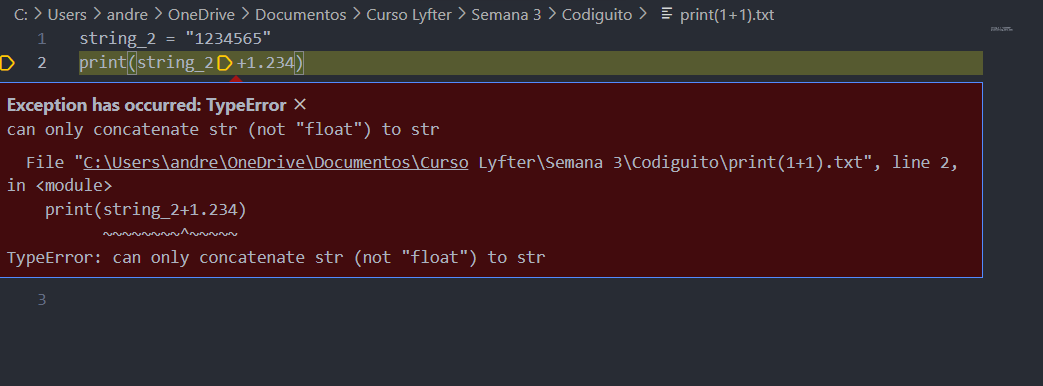 C: > Users > andre > OneDrive > Documentos > Curso Lyfter > Semana 3 > Codiguito > print(1+1).txt
1 string_2 = "1234565"
2 print(string_2 +1.234)
Exception has occurred: TypeError ×
can only concatenate str (not "float") to str
File "C:\Users\andre\OneDrive\Documentos\Curso Lyfter\Semana 3\Codiguito\print(1+1).txt", line 2,
in <module>
print(string_2+1.234)
~~~~~~~~^~~~~~
TypeError: can only concatenate str (not "float") to str
3